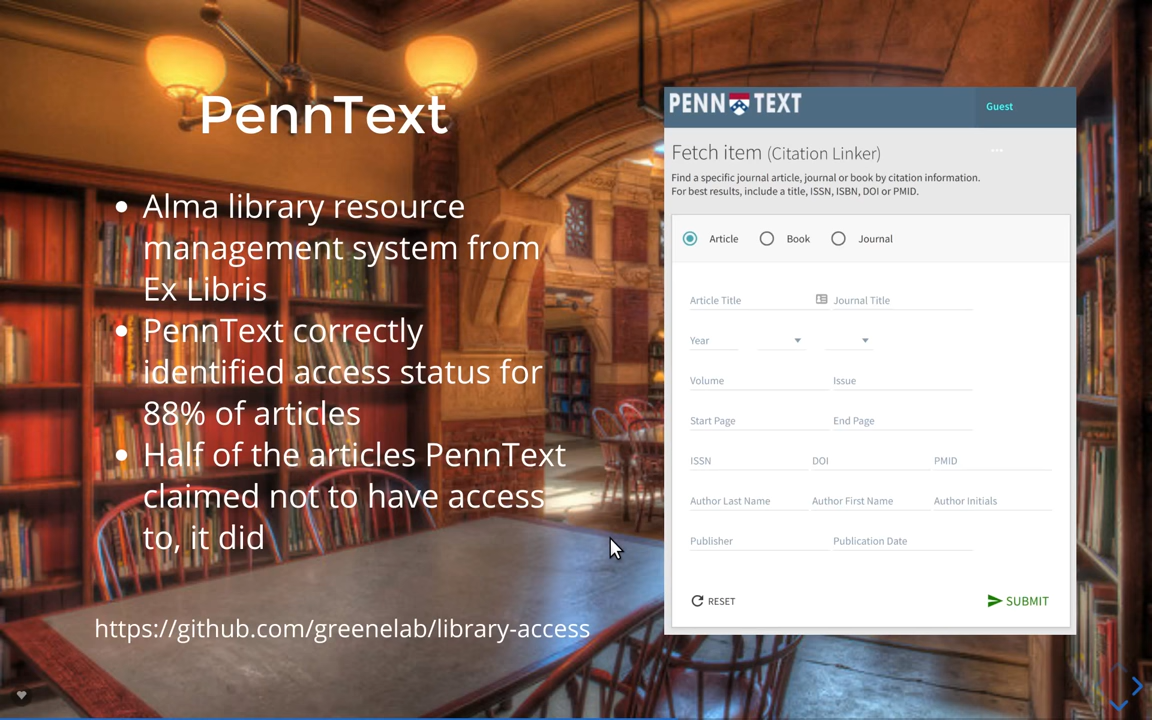 PennText
• Alma library resource
management system from
Ex Libris
• PennText correctly
identified access status for
88% of articles
• Half of the articles PennText
claimed not to have access
to, it did
https://github.com/greenelab/library-access
PENN TEXT
Guest
Fetch item (Citation Linker)
...
Find a specific journal article, journal or book by citation information.
For best results, include a title, ISSN, ISBN, DOI or PMID.
Article Book Journal
Article Title Journal Title
Year
Volume Issue
Start Page End Page
ISSN DOI PMID
Author Last Name Author First Name Author Initials
Publisher Publication Date
RESET SUBMIT